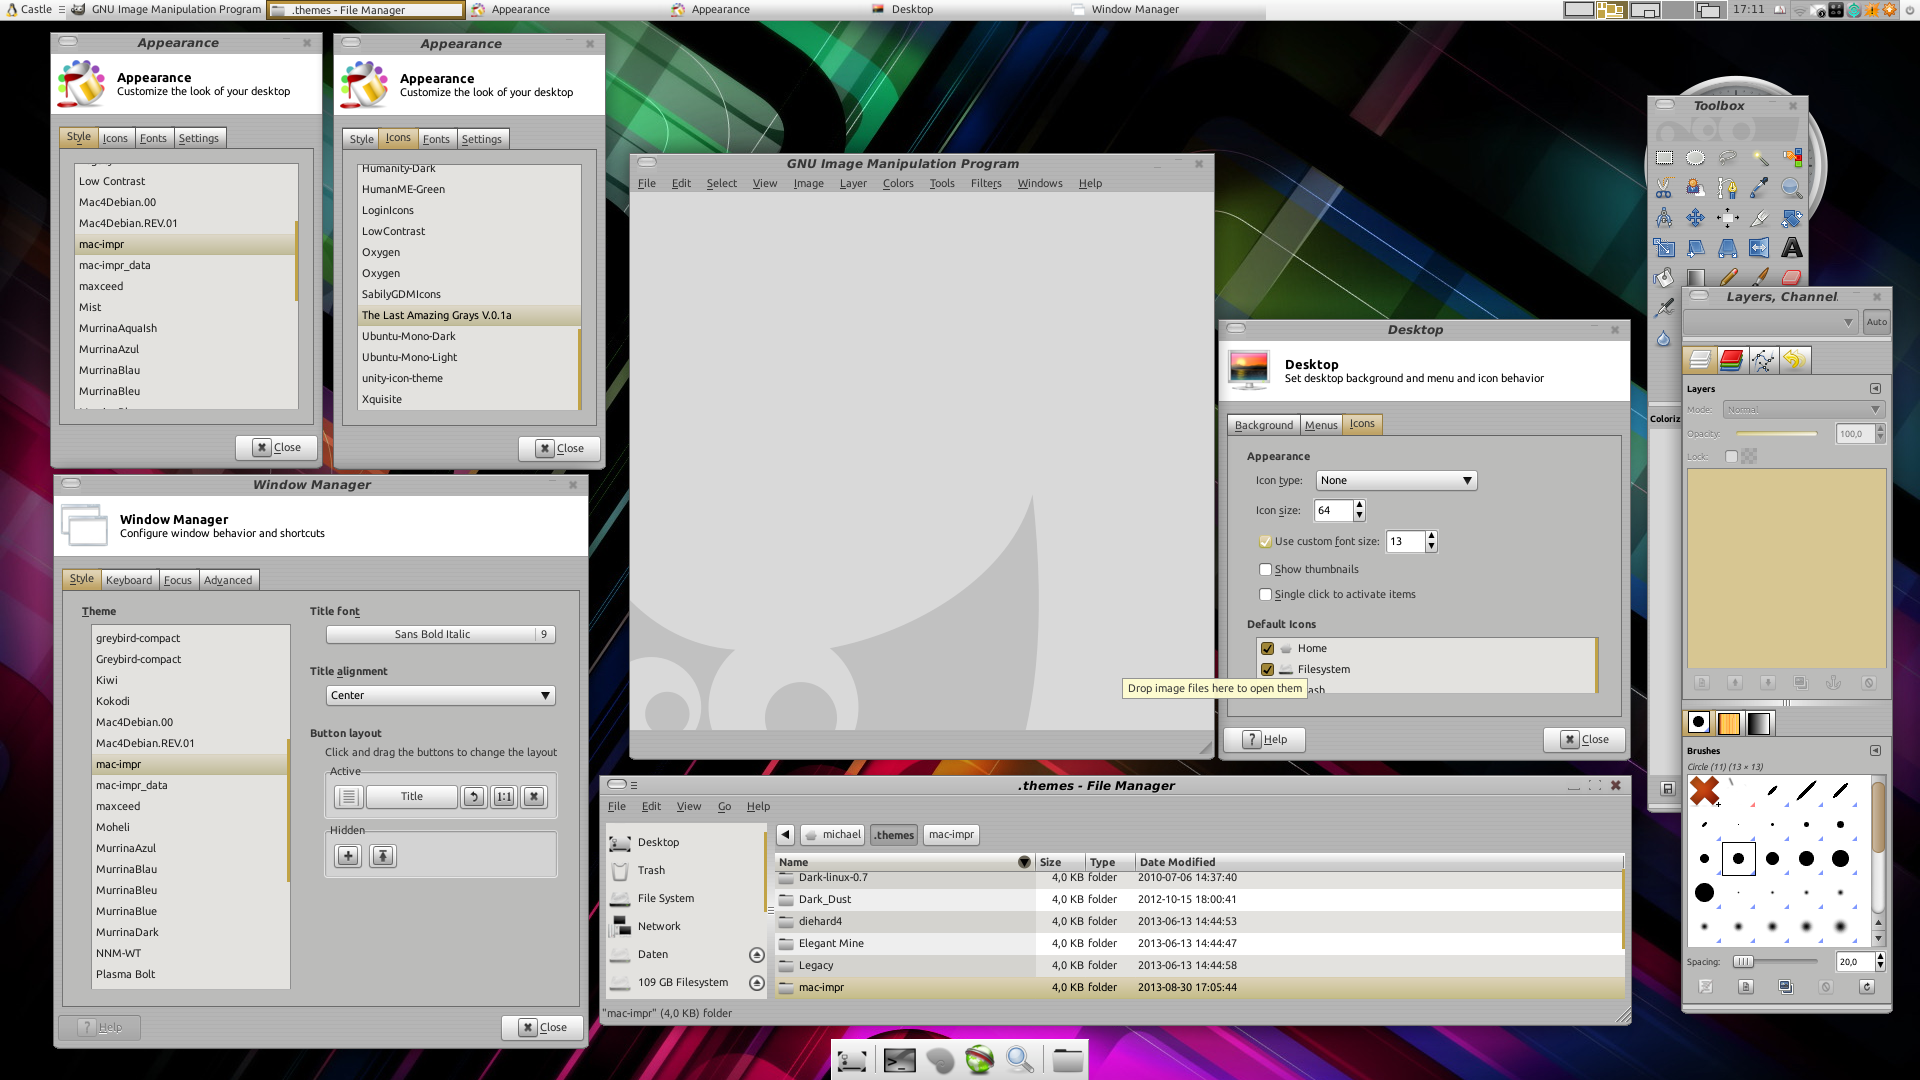 Castle
GNU Image Manipulation Program
.themes - File Manager
Appearance
Appearance
Desktop
Window Manager
17:11
Appearance
Appearance
Customize the look of your desktop
Style
Icons
Fonts
Settings
Low Contrast
Mac4Debian.00
Mac4Debian.REV.01
mac-impr
mac-impr_data
maxceed
Mist
MurrinaAquaIsh
MurrinaAzul
MurrinaBlau
MurrinaBleu
Close
Appearance
Appearance
Customize the look of your desktop
Style
Icons
Fonts
Settings
Humanity-Dark
HumanME-Green
LoginIcons
LowContrast
Oxygen
Oxygen
SabilyGDMIcons
The Last Amazing Grays V.0.1a
Ubuntu-Mono-Dark
Ubuntu-Mono-Light
unity-icon-theme
Xquisite
Close
GNU Image Manipulation Program
File Edit Select View Image Layer Colors Tools Filters Windows Help
Drop image files here to open them
Toolbox
Coloriz
Layers, Channel
Auto
Layers
Mode: Normal
Opacity: 100,0
Lock:
Brushes
Circle (11) (13 × 13)
Spacing: 20,0
Desktop
Desktop
Set desktop background and menu and icon behavior
Background
Menus
Icons
Appearance
Icon type: None
Icon size: 64
Use custom font size: 13
Show thumbnails
Single click to activate items
Default Icons
Home
Filesystem
Help
Close
Window Manager
Window Manager
Configure window behavior and shortcuts
Style
Keyboard
Focus
Advanced
Theme
greybird-compact
Greybird-compact
Kiwi
Kokodi
Mac4Debian.00
Mac4Debian.REV.01
mac-impr
mac-impr_data
maxceed
Moheli
MurrinaAzul
MurrinaBlau
MurrinaBleu
MurrinaBlue
MurrinaDark
NNM-WT
Plasma Bolt
Title font
Sans Bold Italic 9
Title alignment
Center
Button layout
Click and drag the buttons to change the layout
Active
Title
1:1
Hidden
Help
Close
.themes - File Manager
File Edit View Go Help
michael
.themes
mac-impr
Desktop
Trash
File System
Network
Daten
109 GB Filesystem
Name Size Type Date Modified
Dark-linux-0.7 4,0 KB folder 2010-07-06 14:37:40
Dark_Dust 4,0 KB folder 2012-10-15 18:00:41
diehard4 4,0 KB folder 2013-06-13 14:44:53
Elegant Mine 4,0 KB folder 2013-06-13 14:44:47
Legacy 4,0 KB folder 2013-06-13 14:44:58
mac-impr 4,0 KB folder 2013-08-30 17:05:44
"mac-impr" (4,0 KB) folder